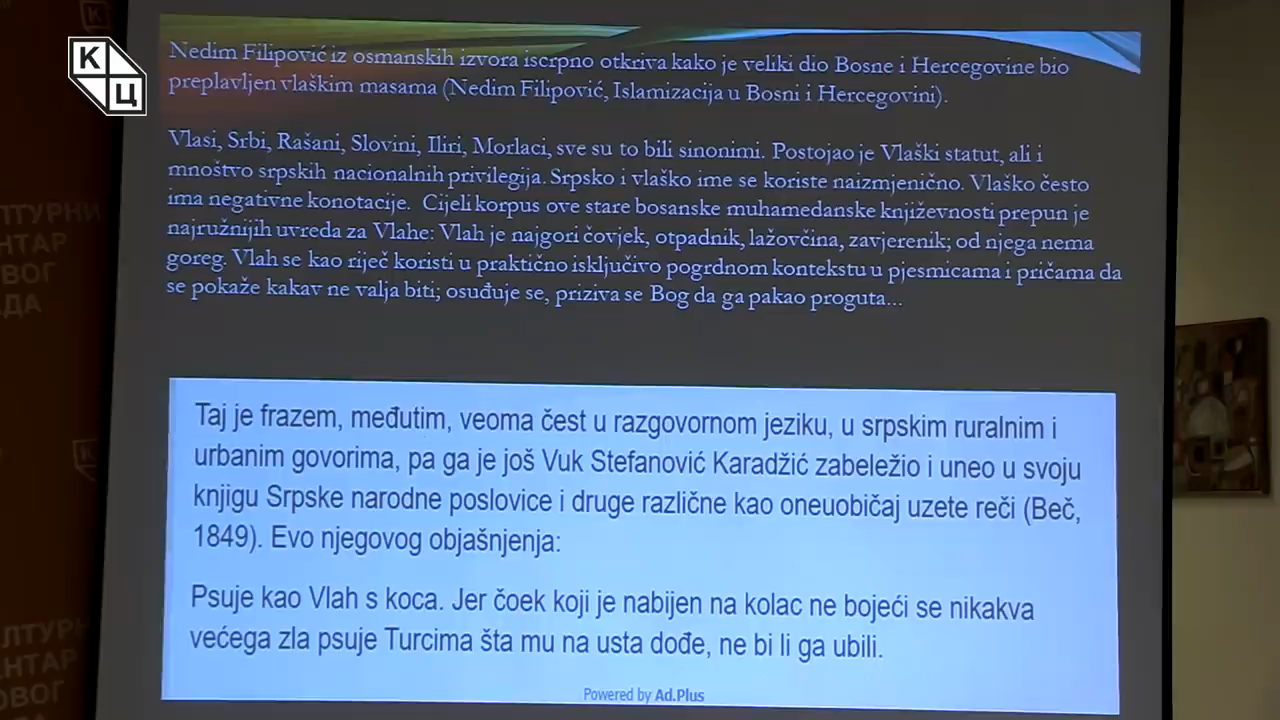 К
Ц
Nedim Filipović iz osmanskih izvora iscrpno otkriva kako je veliki dio Bosne i Hercegovine bio
preplavljen vlaškim masama (Nedim Filipović, Islamizacija u Bosni i Hercegovini).
Vlasi, Srbi, Rašani, Slovini, Iliri, Morlaci, sve su to bili sinonimi. Postojao je Vlaški statut, ali i
mnoštvo srpskih nacionalnih privilegija. Srpsko i vlaško ime se koriste naizmjenično. Vlaško često
ima negativne konotacije. Cijeli korpus ove stare bosanske muhamedanske književnosti prepun je
najružnijih uvreda za Vlahe: Vlah je najgori čovjek, otpadnik, lažovčina, zavjerenik; od njega nema
goreg. Vlah se kao riječ koristi u praktično isključivo pogrdnom kontekstu u pjesmicama i pričama da
se pokaže kakav ne valja biti; osuđuje se, priziva se Bog da ga pakao proguta...
Taj je frazem, međutim, veoma čest u razgovornom jeziku, u srpskim ruralnim i
urbanim govorima, pa ga je još Vuk Stefanović Karadžić zabeležio i uneo u svoju
knjigu Srpske narodne poslovice i druge različne kao oneuobičaj uzete reči (Beč,
1849). Evo njegovog objašnjenja:
Psuje kao Vlah s koca. Jer čoek koji je nabijen na kolac ne bojeći se nikakva
većega zla psuje Turcima šta mu na usta dođe, ne bi li ga ubili.
Powered by Ad.Plus
ЛТУРНИ
ЕНТАР
ОВОГ
АДА
ЛТУРН
ЕНТАР
ОВОГ